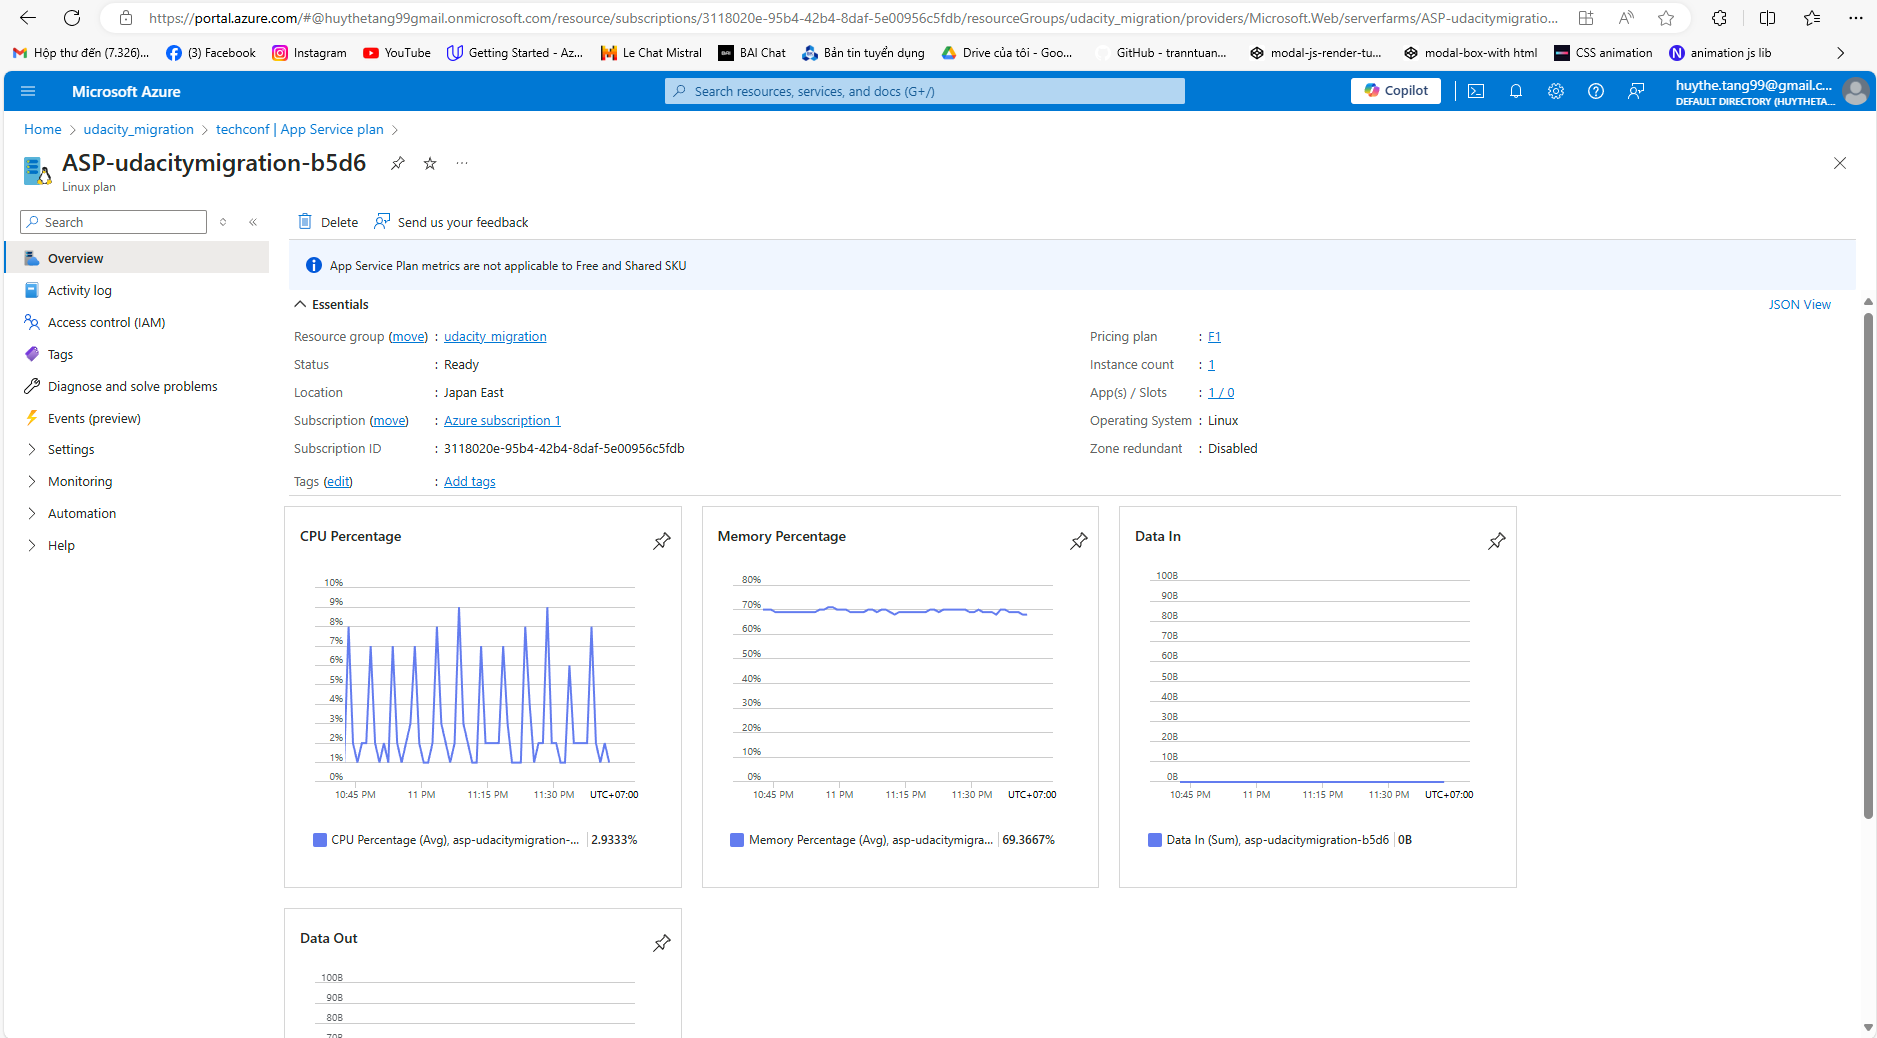 https://portal.azure.com/#@huythetang99gmail.onmicrosoft.com/resource/subscriptions/3118020e-95b4-42b4-8daf-5e00956c5fdb/resourceGroups/udacity_migration/providers/Microsoft.Web/serverfarms/ASP-udacitymigratio...
Hộp thư đến (7.326)... (3) Facebook Instagram YouTube Getting Started - Az... Le Chat Mistral BAI Chat Bản tin tuyển dụng Drive của tôi - Goo... GitHub - tranntuan... modal-js-render-tu... modal-box-with html CSS animation animation js lib
Microsoft Azure
Search resources, services, and docs (G+/)
Copilot
huythe.tang99@gmail.c...
DEFAULT DIRECTORY (HUYTHETA...
Home > udacity_migration > techconf | App Service plan >
ASP-udacitymigration-b5d6
Linux plan
Search
Overview
Activity log
Access control (IAM)
Tags
Diagnose and solve problems
Events (preview)
Settings
Monitoring
Automation
Help
Delete Send us your feedback
App Service Plan metrics are not applicable to Free and Shared SKU
Essentials
JSON View
Resource group (move) : udacity_migration
Status : Ready
Location : Japan East
Subscription (move) : Azure subscription 1
Subscription ID : 3118020e-95b4-42b4-8daf-5e00956c5fdb
Tags (edit) : Add tags
Pricing plan : F1
Instance count : 1
App(s) / Slots : 1 / 0
Operating System : Linux
Zone redundant : Disabled
CPU Percentage
10%
9%
8%
7%
6%
5%
4%
3%
2%
1%
0%
10:45 PM 11 PM 11:15 PM 11:30 PM UTC+07:00
CPU Percentage (Avg), asp-udacitymigration-... 2.9333%
Memory Percentage
80%
70%
60%
50%
40%
30%
20%
10%
0%
10:45 PM 11 PM 11:15 PM 11:30 PM UTC+07:00
Memory Percentage (Avg), asp-udacitymigra... 69.3667%
Data In
100B
90B
80B
70B
60B
50B
40B
30B
20B
10B
0B
10:45 PM 11 PM 11:15 PM 11:30 PM UTC+07:00
Data In (Sum), asp-udacitymigration-b5d6 0B
Data Out
100B
90B
80B
70B